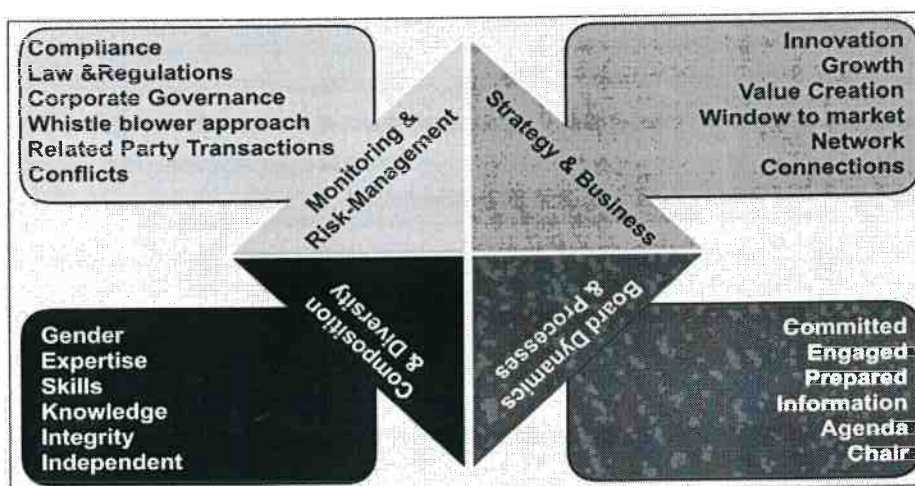 Compliance
Law &Regulations
Corporate Governance
Whistle blower approach
Related Party Transactions
Conflicts
Monitoring &
Risk-Management
Strategy & Business
Innovation
Growth
Value Creation
Window to market
Network
Connections
Gender
Expertise
Skills
Knowledge
Integrity
Independent
Composition
& Diversity
Board Dynamics
& Processes
Committed
Engaged
Prepared
Information
Agenda
Chair